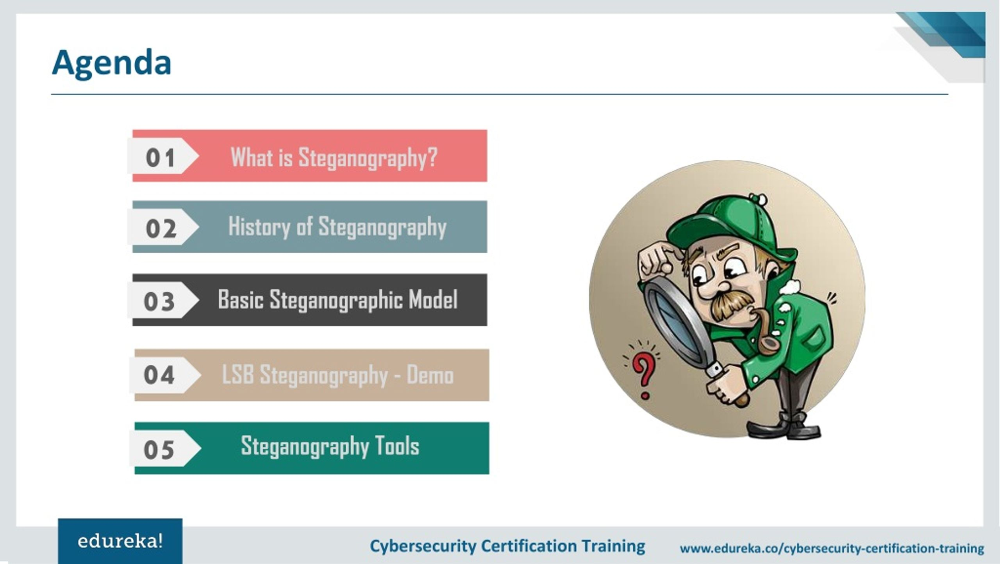 Agenda
01 What is Steganography?
02 History of Steganography
03 Basic Steganographic Model
04 LSB Steganography - Demo
05 Steganography Tools
?
edureka!
Cybersecurity Certification Training
www.edureka.co/cybersecurity-certification-training